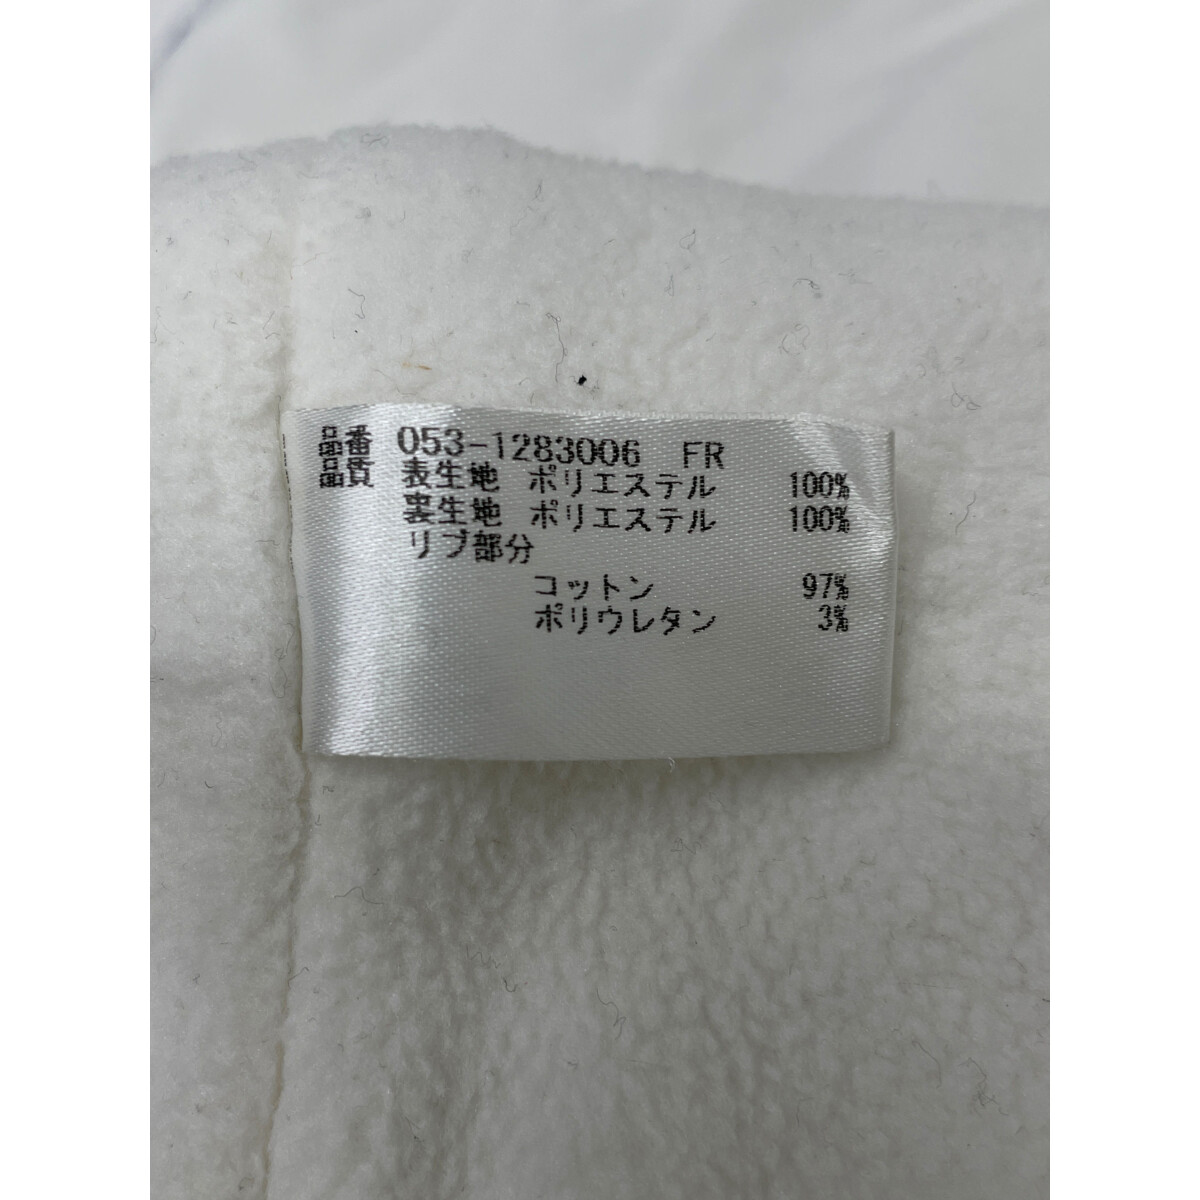 品番 053-1283006 FR
品質 表生地 ポリエステル 100%
裏生地 ポリエステル 100%
リブ部分
コットン 97%
ポリウレタン 3%